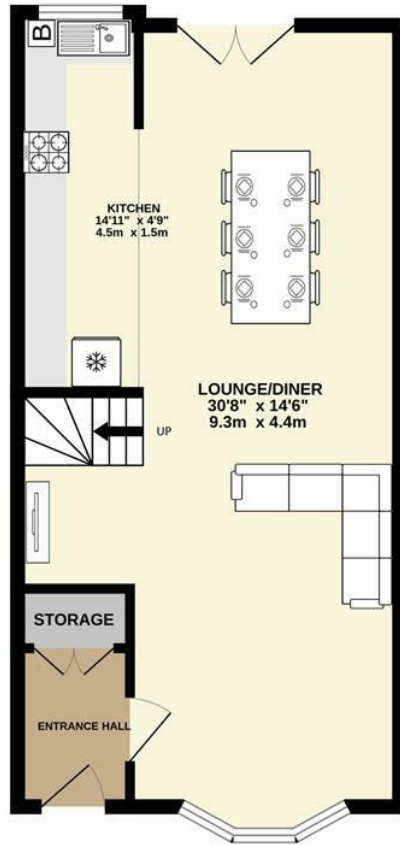 B
KITCHEN
14'11" x 4'9"
4.5m x 1.5m
LOUNGE/DINER
30'8" x 14'6"
9.3m x 4.4m
UP
STORAGE
ENTRANCE HALL